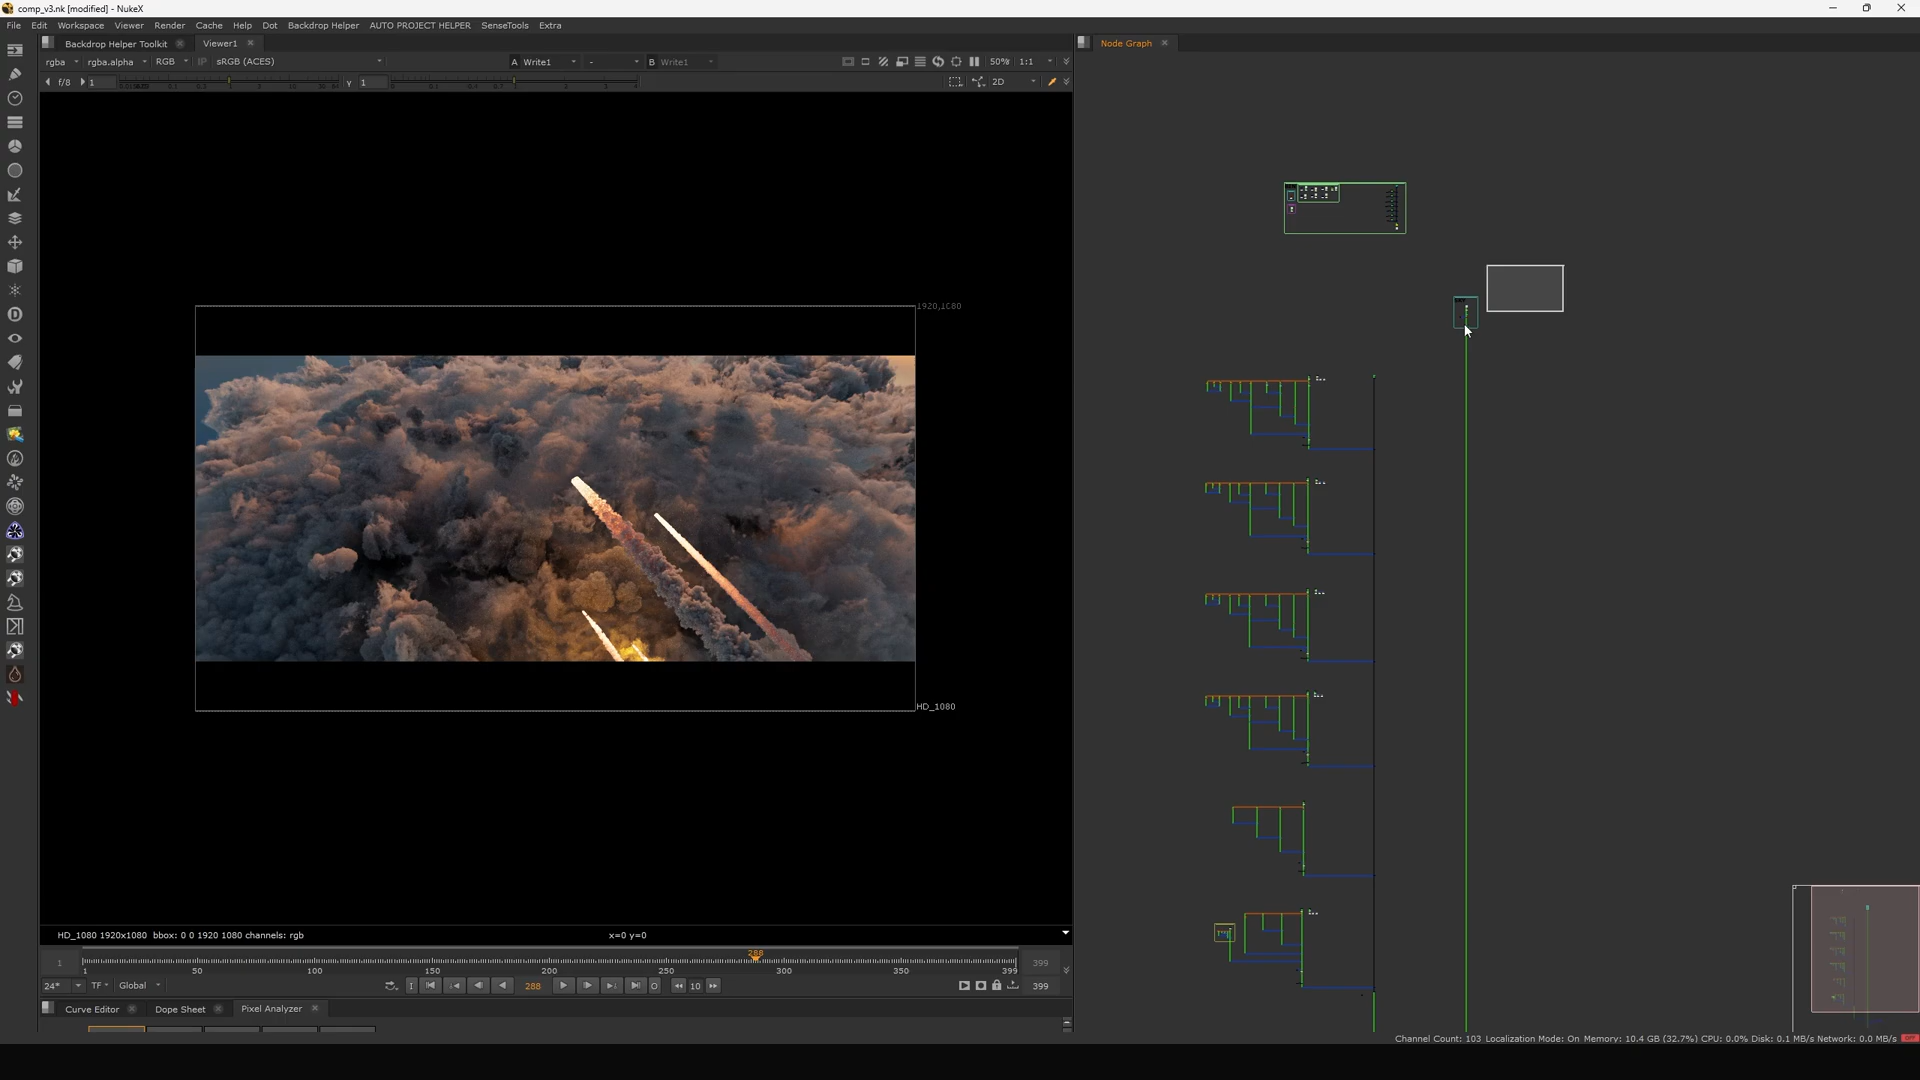 comp_v3.nk [modified] - NukeX
File Edit Workspace Viewer Render Cache Help Dot Backdrop Helper AUTO PROJECT HELPER SenseTools Extra
Backdrop Helper Toolkit Viewer1 Node Graph
rgba rgba.alpha RGB IP sRGB (ACES) A Write1 - B Write1 50% 1:1
f/8 1 Y 1 2D
HD_1080
HD_1080 1920x1080 bbox: 0 0 1920 1080 channels: rgb x=0 y=0
288
1 1 50 100 150 200 250 300 350 399 399
24* TF Global I 288 O 10 399
Curve Editor Dope Sheet Pixel Analyzer
Channel Count: 103 Localization Mode: On Memory: 10.4 GB (32.7%) CPU: 0.0% Disk: 0.1 MB/s Network: 0.0 MB/s